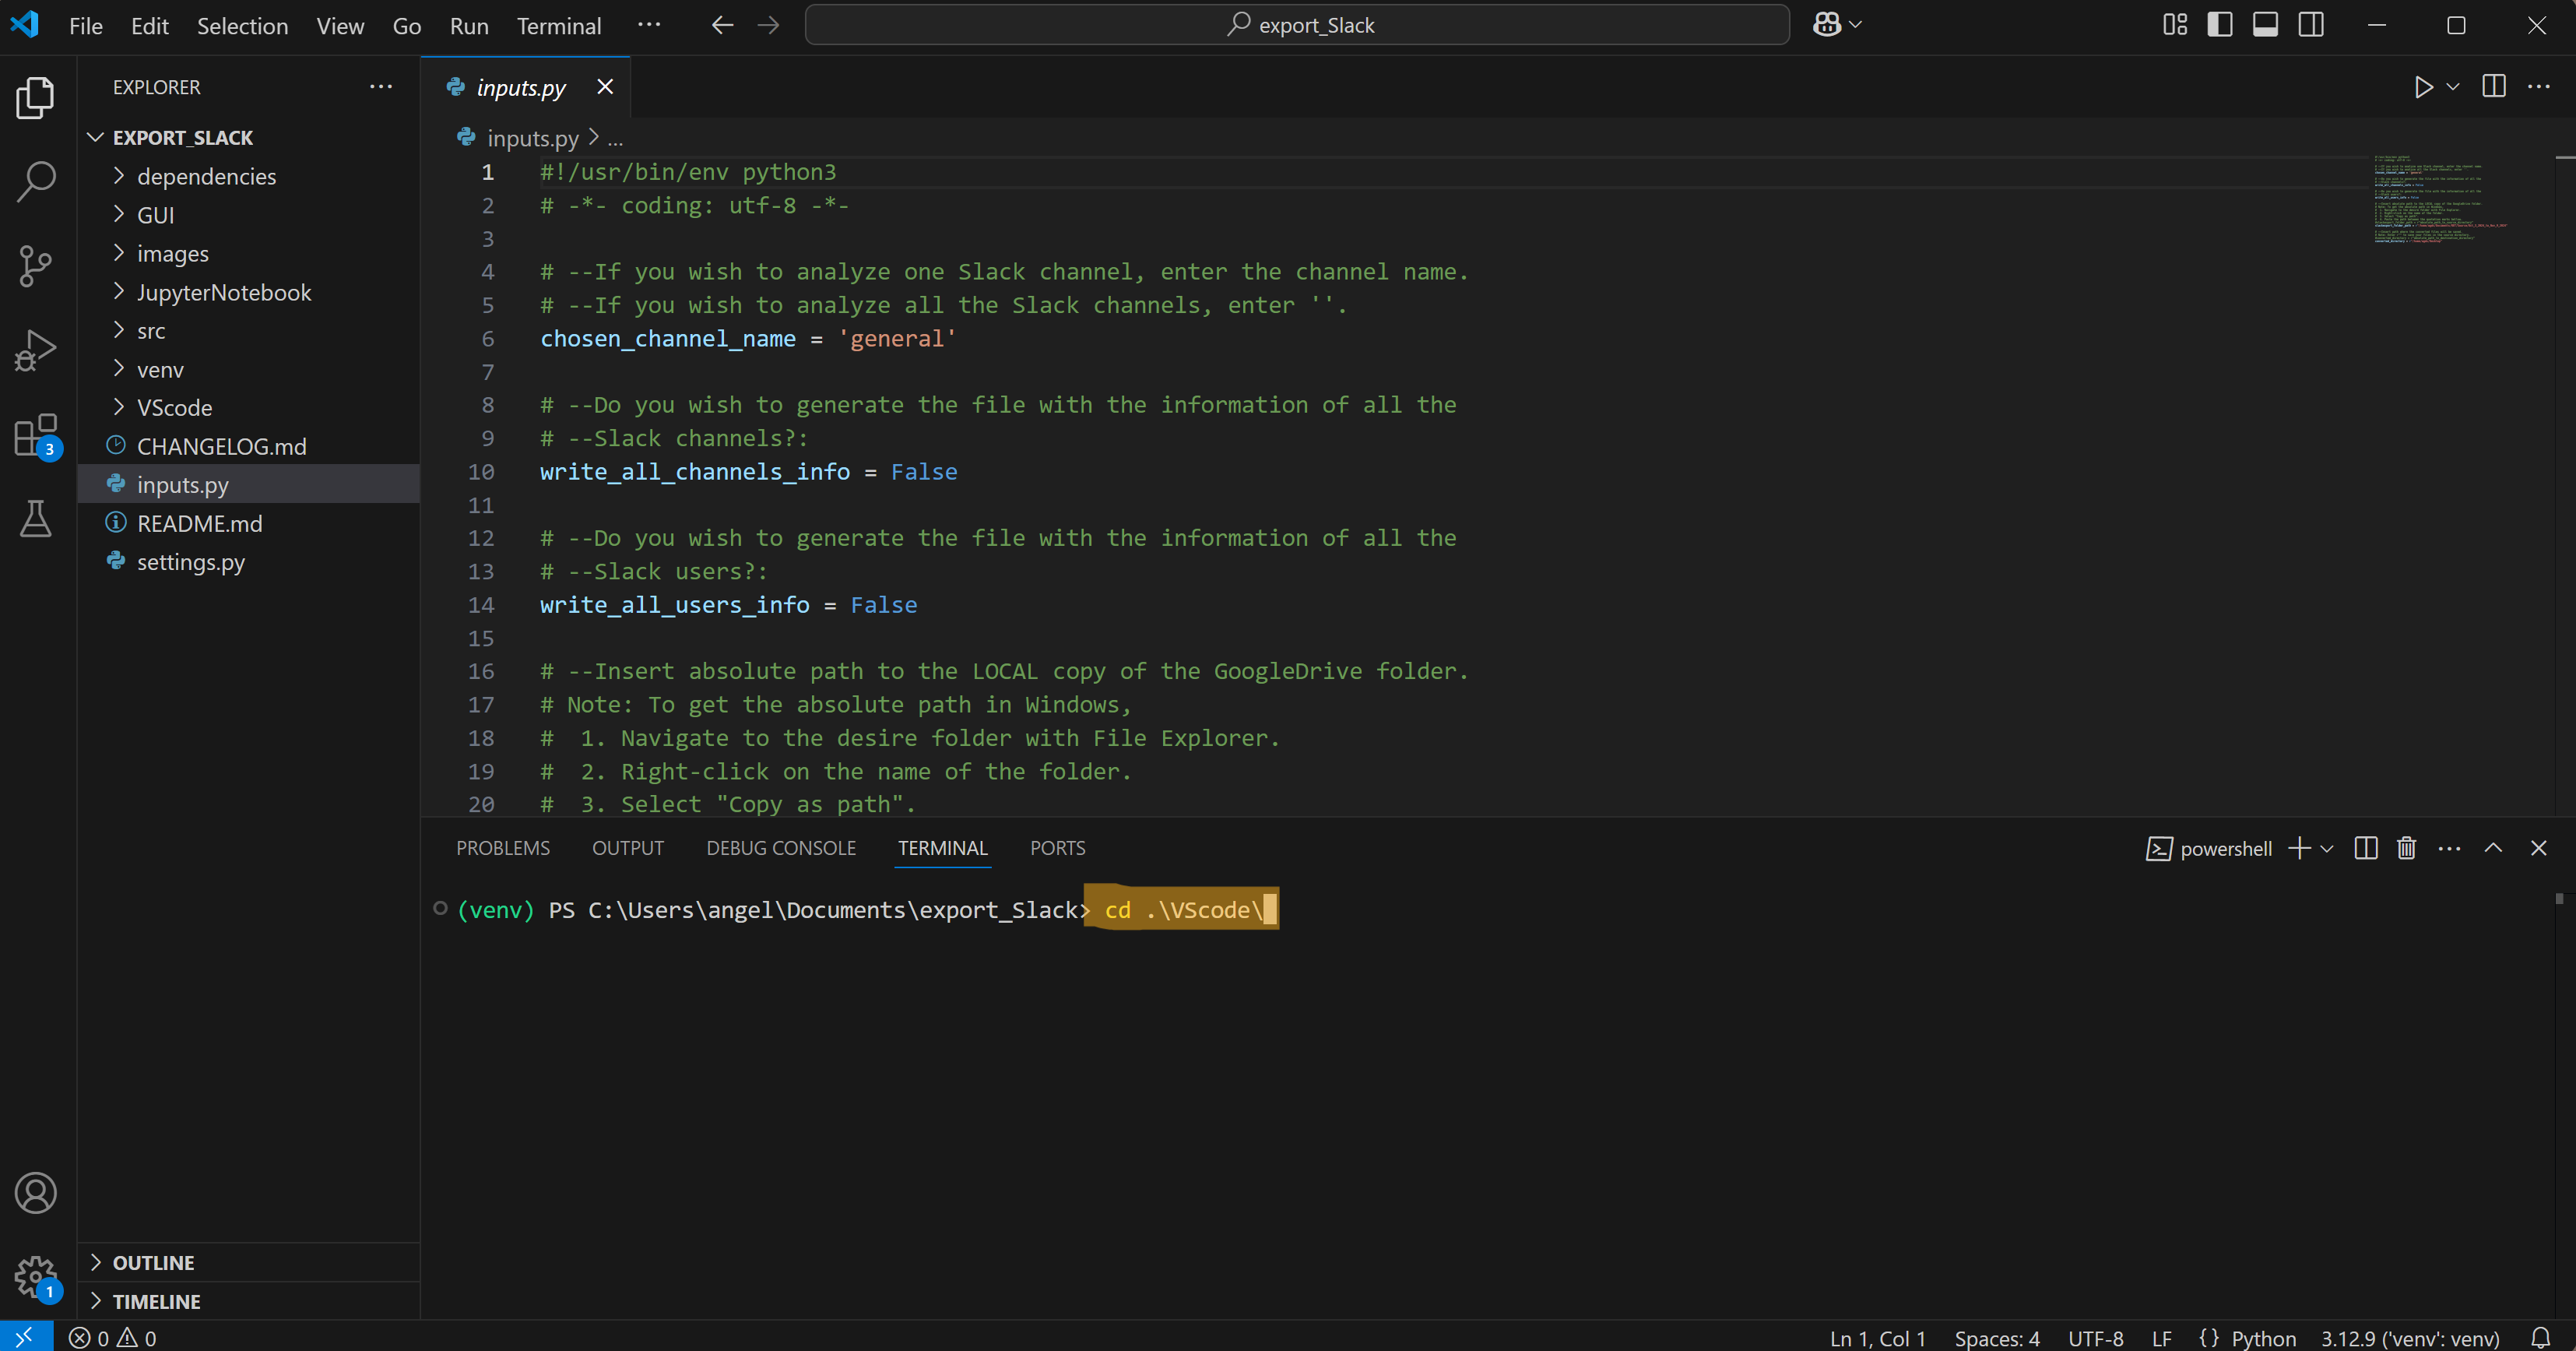 File Edit Selection View Go Run Terminal ··· export_Slack
EXPLORER ···
EXPORT_SLACK
dependencies
GUI
images
JupyterNotebook
src
venv
VScode
CHANGELOG.md
inputs.py
README.md
settings.py
OUTLINE
TIMELINE
3
1
inputs.py
inputs.py > ...
1 #!/usr/bin/env python3
2 # -*- coding: utf-8 -*-
3
4 # --If you wish to analyze one Slack channel, enter the channel name.
5 # --If you wish to analyze all the Slack channels, enter ''.
6 chosen_channel_name = 'general'
7
8 # --Do you wish to generate the file with the information of all the
9 # --Slack channels?:
10 write_all_channels_info = False
11
12 # --Do you wish to generate the file with the information of all the
13 # --Slack users?:
14 write_all_users_info = False
15
16 # --Insert absolute path to the LOCAL copy of the GoogleDrive folder.
17 # Note: To get the absolute path in Windows,
18 #  1. Navigate to the desire folder with File Explorer.
19 #  2. Right-click on the name of the folder.
20 #  3. Select "Copy as path".
PROBLEMS OUTPUT DEBUG CONSOLE TERMINAL PORTS powershell
(venv) PS C:\Users\angel\Documents\export_Slack> cd .\VScode\
0 0 Ln 1, Col 1 Spaces: 4 UTF-8 LF {} Python 3.12.9 ('venv': venv)